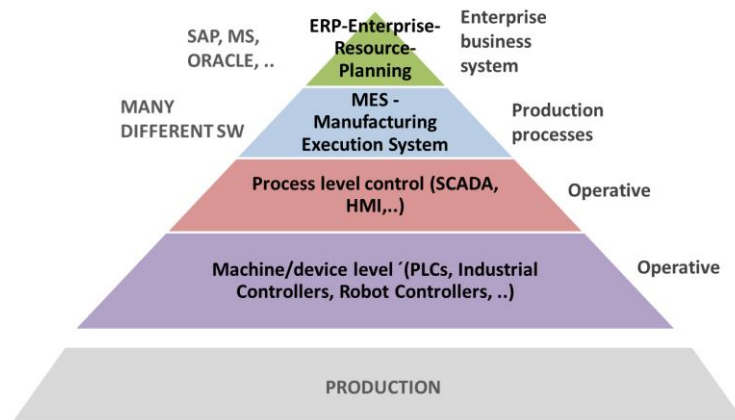 SAP, MS,
ORACLE, ..
ERP-Enterprise-
Resource-
Planning
Enterprise
business
system
MANY
DIFFERENT SW
MES -
Manufacturing
Execution System
Production
processes
Process level control (SCADA,
HMI,..)
Operative
Machine/device level ´(PLCs, Industrial
Controllers, Robot Controllers, ..)
Operative
PRODUCTION